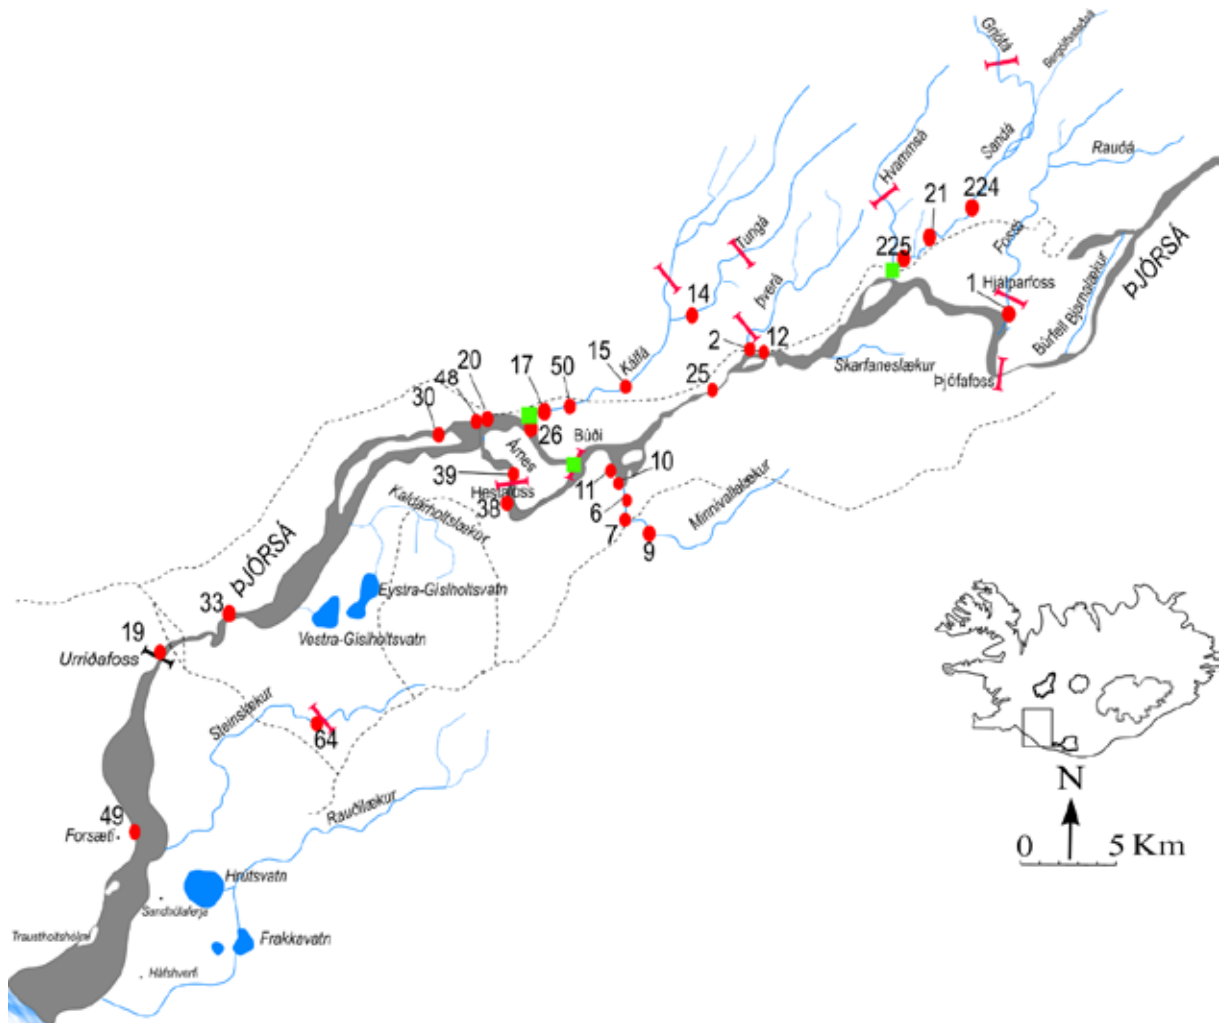 Grjótá
Bergólfsstaðaá
Sandá
Rauðá
Hvammsá
21
224
Fossá
Tungá
225
ÞJÓRSÁ
Hjálparfoss
1
Búrfell Bjarnalækur
14
Þverá
2
12
Skarfaneslækur
Þjófafoss
15
Kálfá
25
17
50
20
48
30
26
Búði
Árnes
39
Hestafoss
38
10
11
6
7
9
Minnivallalækur
Kaldárholtslækur
ÞJÓRSÁ
Eystra-Gíslholtsvatn
Vestra-Gíslholtsvatn
33
19
Urriðafoss
Steinslækur
64
Rauðilækur
49
Forsæti
Hrútsvatn
Sandhólaferja
Traustholtshólmi
Frakkavatn
Háfshverfi
N
0 5 Km